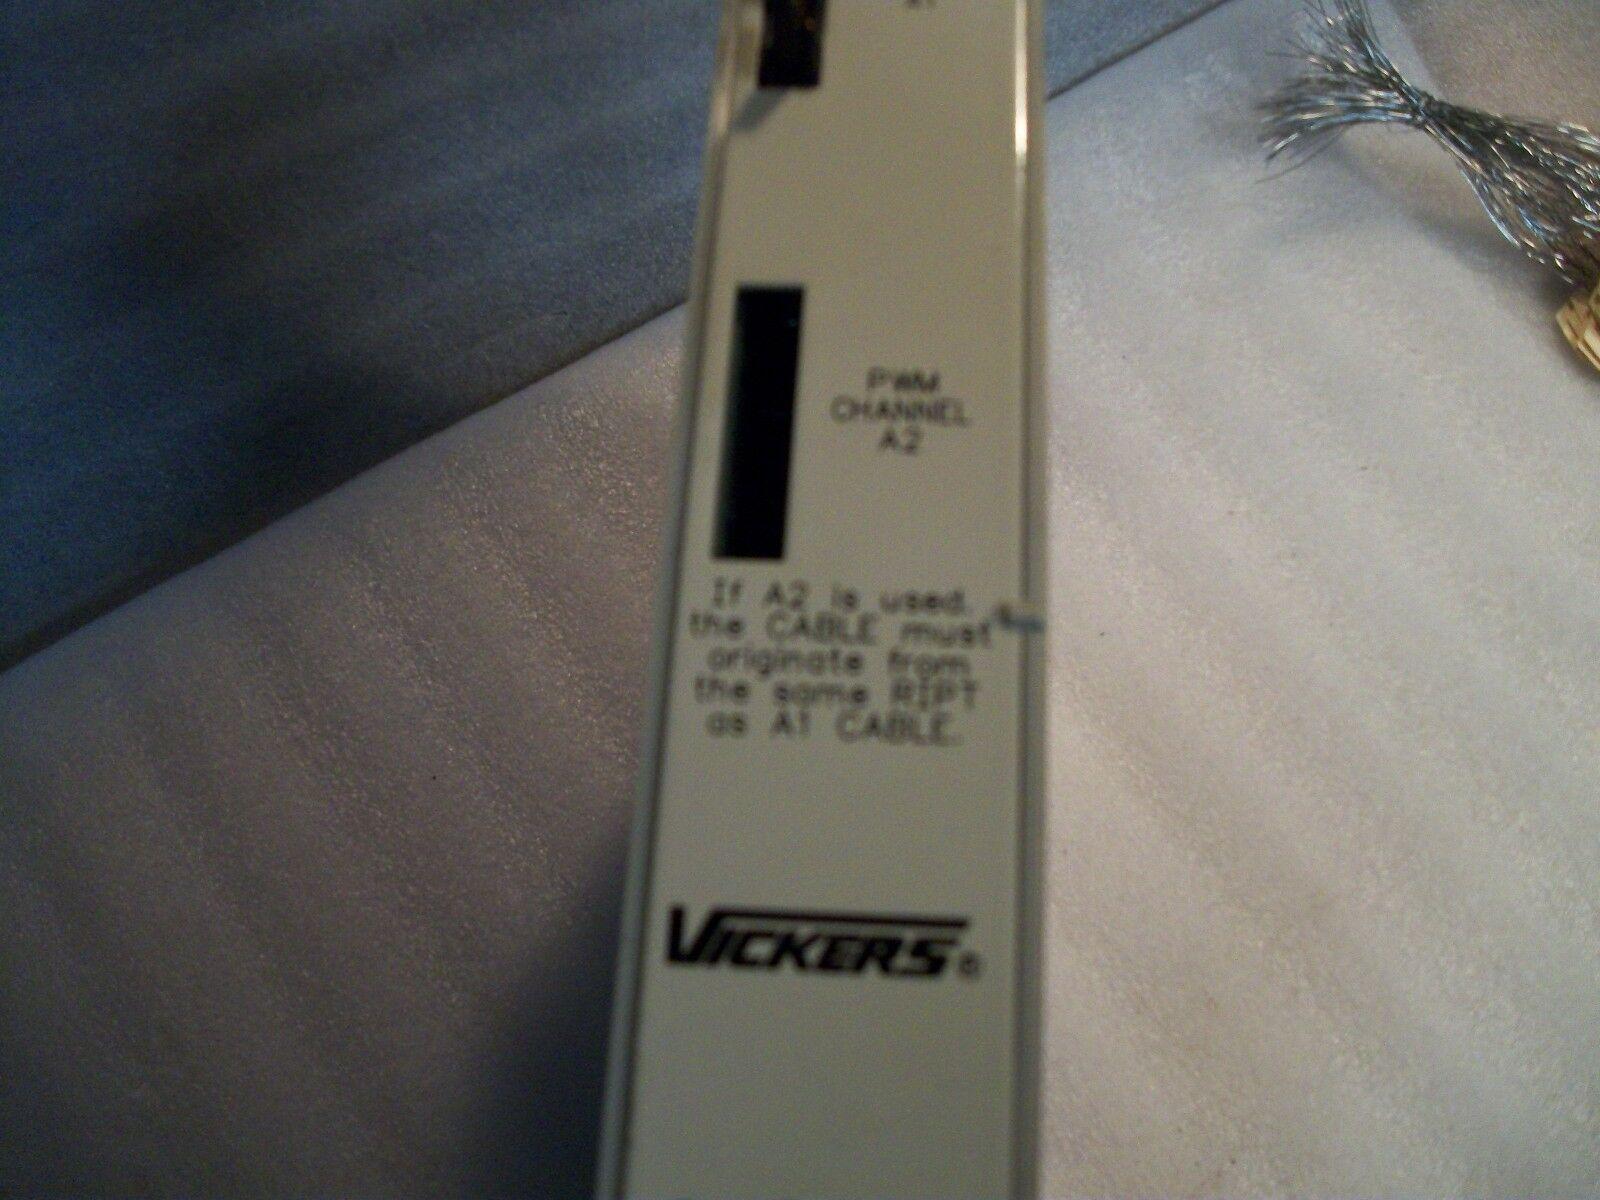 A1
PWM
CHANNEL
A2
If A2 is used,
the CABLE must
originate from
the same RIPT
as A1 CABLE.
VICKERS®